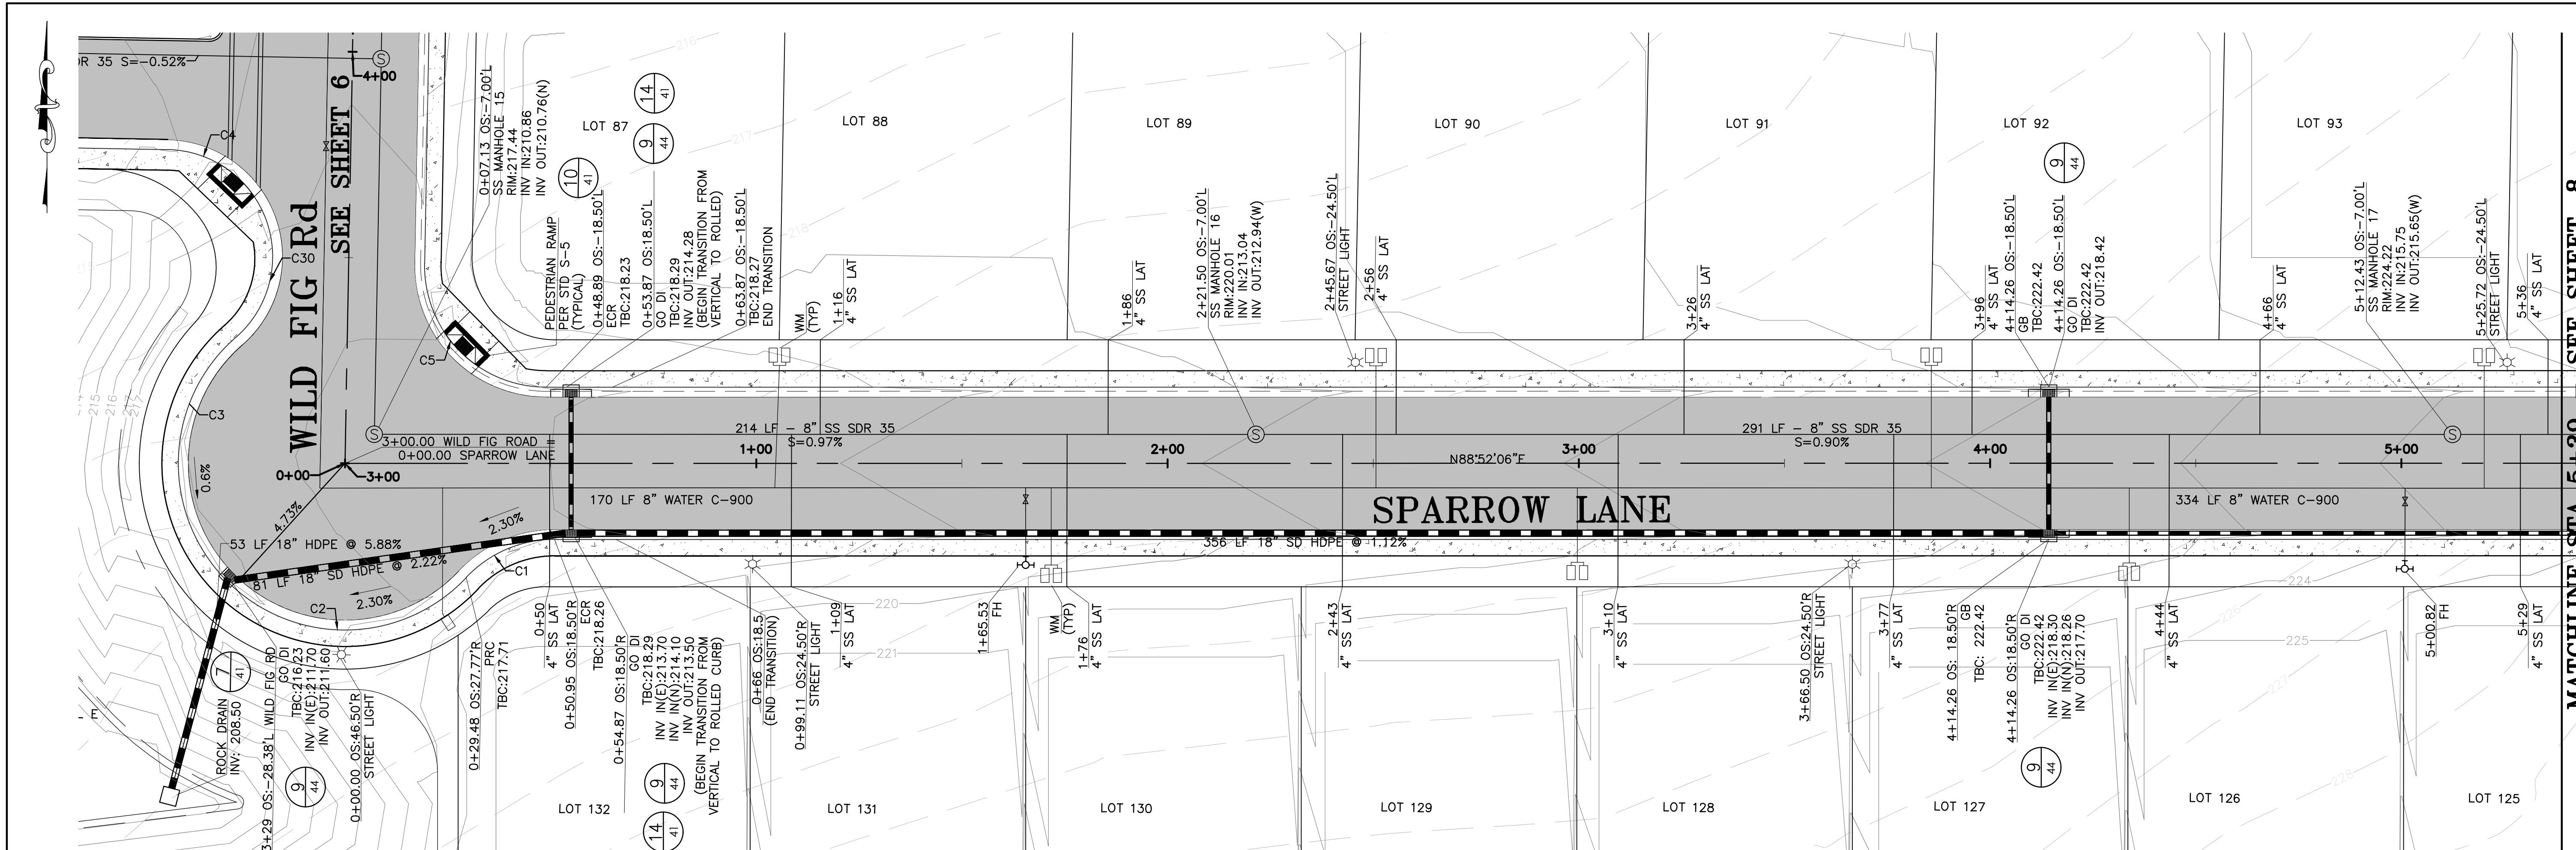 DR 35 S=-0.52%
4+00
WILD FIG Rd
SEE SHEET 6
C4
C30
C3
C5
0+07.13 OS:-7.00'L
SS MANHOLE 15
RIM:217.44
INV IN:210.86
INV OUT:210.76(N)
LOT 87
LOT 88
LOT 89
LOT 90
LOT 91
LOT 92
LOT 93
14
41
9
44
10
41
9
44
216
217
218
PEDESTRIAN RAMP
PER STD S-5
(TYPICAL)
0+48.89 OS:-18.50'L
ECR
TBC:218.23
0+53.87 OS:18.50'L
GO DI
TBC:218.29
INV OUT:214.28
(BEGIN TRANSITION FROM
VERTICAL TO ROLLED)
0+63.87 OS:-18.50'L
TBC:218.27
END TRANSITION
WM
(TYP)
1+16
4" SS LAT
1+86
4" SS LAT
2+21.50 OS:-7.00'L
SS MANHOLE 16
RIM:220.01
INV IN:213.04
INV OUT:212.94(W)
2+45.67 OS:-24.50'L
STREET LIGHT
2+56
4" SS LAT
3+26
4" SS LAT
3+96
4" SS LAT
4+14.26 OS:-18.50'L
GB
TBC:222.42
4+14.26 OS:-18.50'L
GO DI
TBC:222.42
INV OUT:218.42
4+66
4" SS LAT
5+12.43 OS:-7.00'L
SS MANHOLE 17
RIM:224.22
INV IN:215.75
INV OUT:215.65(W)
5+25.72 OS:-24.50'L
STREET LIGHT
5+36
4" SS LAT
MATCHLINE STA 5+39 SEE SHEET 8
215
S
S
S
S
3+00.00 WILD FIG ROAD =
0+00.00 SPARROW LANE
214 LF - 8" SS SDR 35
S=0.97%
291 LF - 8" SS SDR 35
S=0.90%
0+00
3+00
1+00
2+00
3+00
4+00
5+00
N88°52'06"E
170 LF 8" WATER C-900
SPARROW LANE
334 LF 8" WATER C-900
0.6%
4.73%
2.30%
53 LF 18" HDPE @ 5.88%
81 LF 18" SD HDPE @ 2.22%
2.30%
356 LF 18" SD HDPE @ 1.12%
C1
C2
ROCK DRAIN
INV: 208.50
7
41
3+29 OS:-28.38'L WILD FIG RD
GO DI
TBC:216.23
INV IN(E):211.70
INV OUT:211.60
9
44
0+00.00 OS:46.50'R
STREET LIGHT
0+29.48 OS:27.77'R
PRC
TBC:217.71
0+50
4" SS LAT
0+50.95 OS:18.50'R
ECR
TBC:218.26
0+54.87 OS:18.50'R
GO DI
TBC:218.29
INV IN(E):213.70
INV IN(N):214.10
INV OUT:213.50
(BEGIN TRANSITION FROM
VERTICAL TO ROLLED CURB)
9
44
14
41
0+66 OS:18.5
(END TRANSITION)
0+99.11 OS:24.50'R
STREET LIGHT
1+09
4" SS LAT
220
221
1+65.53
FH
WM
(TYP)
1+76
4" SS LAT
2+43
4" SS LAT
3+10
4" SS LAT
3+66.50 OS:24.50'R
STREET LIGHT
3+77
4" SS LAT
4+14.26 OS: 18.50'R
GB
TBC: 222.42
4+14.26 OS:18.50'R
GO DI
TBC:222.42
INV IN(E):218.30
INV IN(N):218.26
INV OUT:217.70
9
44
4+44
4" SS LAT
224
226
225
227
228
5+00.82
FH
5+29
4" SS LAT
E
LOT 132
LOT 131
LOT 130
LOT 129
LOT 128
LOT 127
LOT 126
LOT 125